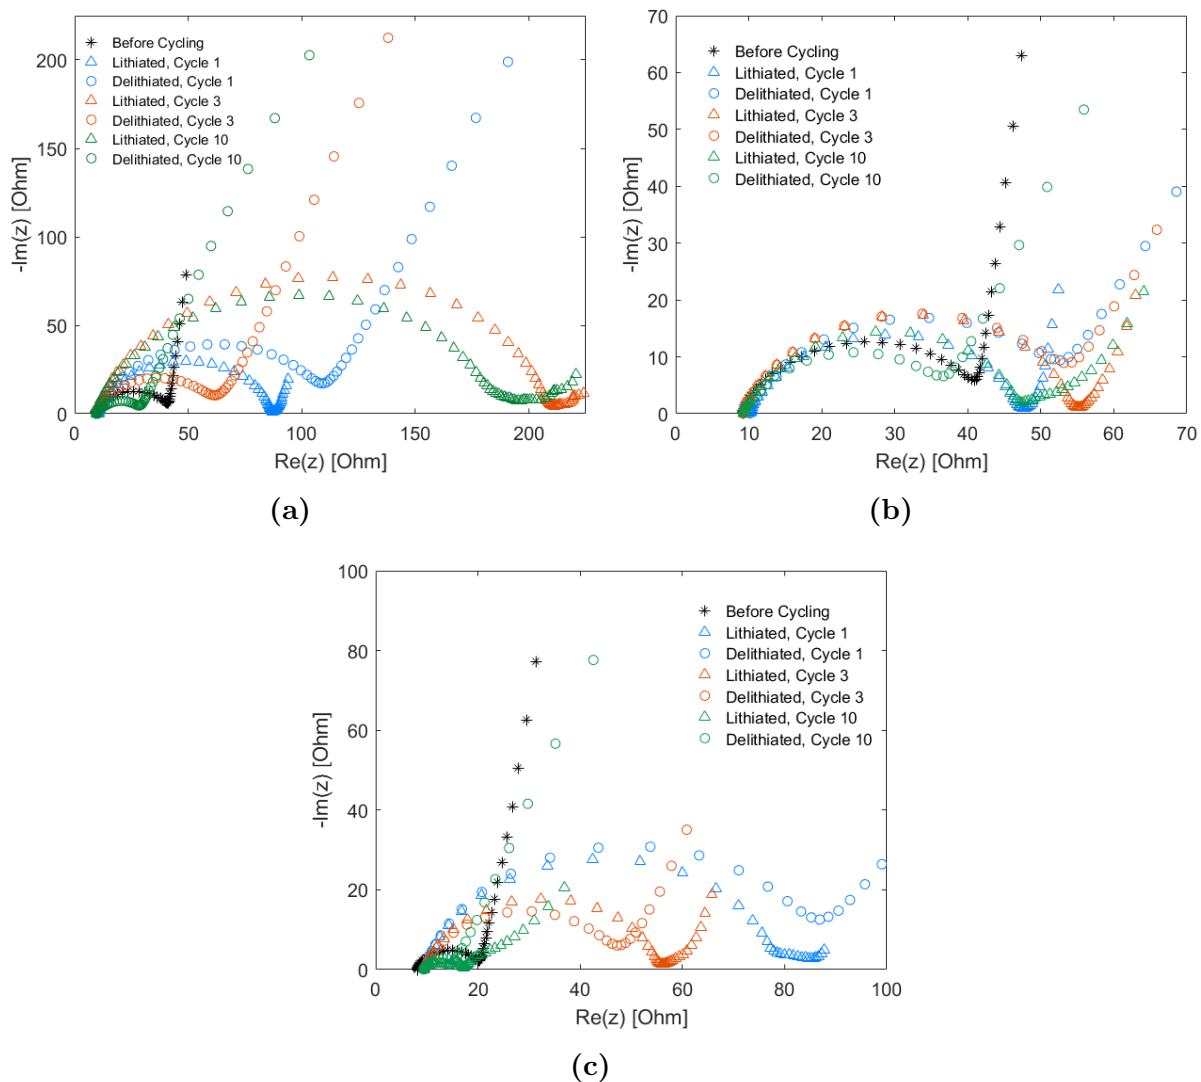 200
150
100
50
0
-Im(z) [Ohm]
0
50
100
150
200
Re(z) [Ohm]
Before Cycling
Lithiated, Cycle 1
Delithiated, Cycle 1
Lithiated, Cycle 3
Delithiated, Cycle 3
Lithiated, Cycle 10
Delithiated, Cycle 10
(a)
70
60
50
40
30
20
10
0
-Im(z) [Ohm]
0
10
20
30
40
50
60
70
Re(z) [Ohm]
Before Cycling
Lithiated, Cycle 1
Delithiated, Cycle 1
Lithiated, Cycle 3
Delithiated, Cycle 3
Lithiated, Cycle 10
Delithiated, Cycle 10
(b)
100
80
60
40
20
0
-Im(z) [Ohm]
0
20
40
60
80
100
Re(z) [Ohm]
Before Cycling
Lithiated, Cycle 1
Delithiated, Cycle 1
Lithiated, Cycle 3
Delithiated, Cycle 3
Lithiated, Cycle 10
Delithiated, Cycle 10
(c)